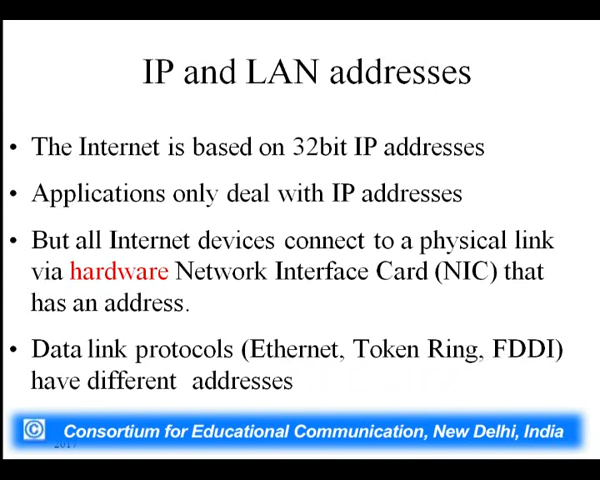 IP and LAN addresses
• The Internet is based on 32bit IP addresses
• Applications only deal with IP addresses
• But all Internet devices connect to a physical link
via hardware Network Interface Card (NIC) that
has an address.
• Data link protocols (Ethernet, Token Ring, FDDI)
have different addresses
© Consortium for Educational Communication, New Delhi, India